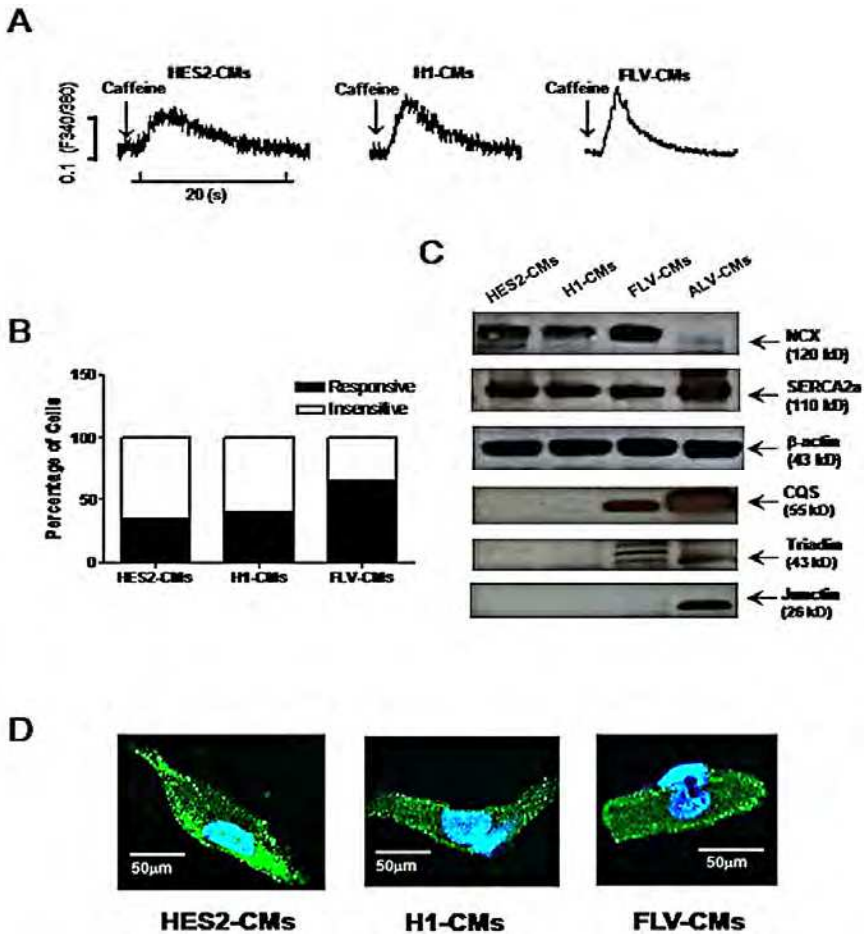 A
HES2-CMs
H1-CMs
FLV-CMs
Caffeine
Caffeine
Caffeine
0.1 (F340/380)
20 (s)
B
150
100
50
0
Percentage of Cells
Responsive
Insensitive
HES2-CMs
H1-CMs
FLV-CMs
C
HES2-CMs
H1-CMs
FLV-CMs
ALV-CMs
NCX
(120 kD)
SERCA2a
(110 kD)
β-actin
(43 kD)
CQS
(55 kD)
Triadin
(43 kD)
Junctin
(26 kD)
D
50μm
50μm
50μm
HES2-CMs
H1-CMs
FLV-CMs